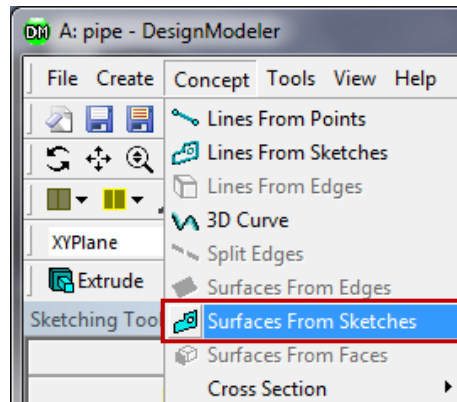 DM A: pipe - DesignModeler
File Create Concept Tools View Help
Lines From Points
Lines From Sketches
Lines From Edges
3D Curve
XYPlane
Split Edges
Extrude
Surfaces From Edges
Sketching Too
Surfaces From Sketches
Surfaces From Faces
Cross Section